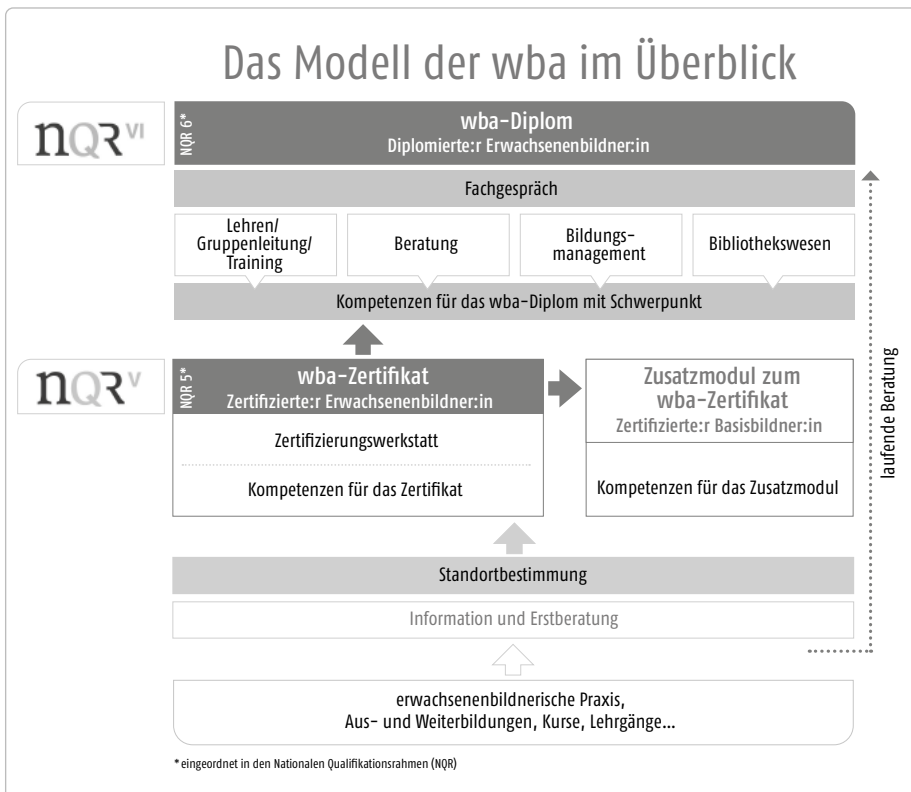 Das Modell der wba im Überblick
NQR VI
NQR 6*
wba-Diplom
Diplomierte:r Erwachsenenbildner:in
Fachgespräch
Lehren/
Gruppenleitung/
Training
Beratung
Bildungs-
management
Bibliothekswesen
Kompetenzen für das wba-Diplom mit Schwerpunkt
NQR V
NQR 5*
wba-Zertifikat
Zertifizierte:r Erwachsenenbildner:in
Zertifizierungswerkstatt
Kompetenzen für das Zertifikat
Zusatzmodul zum
wba-Zertifikat
Zertifizierte:r Basisbildner:in
Kompetenzen für das Zusatzmodul
laufende Beratung
Standortbestimmung
Information und Erstberatung
erwachsenenbildnerische Praxis,
Aus- und Weiterbildungen, Kurse, Lehrgänge...
* eingeordnet in den Nationalen Qualifikationsrahmen (NQR)